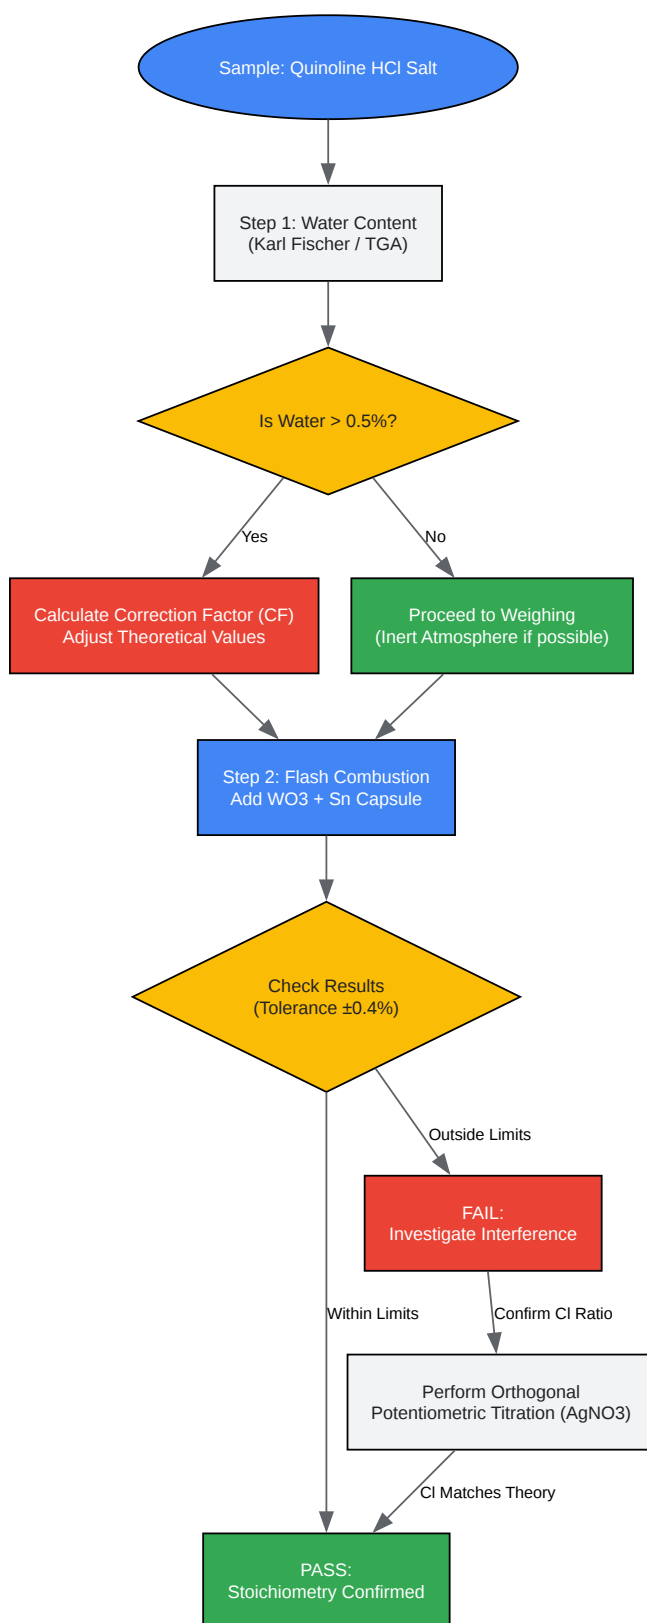 Sample: Quinoline HCl Salt
Step 1: Water Content
(Karl Fischer / TGA)
Is Water > 0.5%?
Yes
No
Calculate Correction Factor (CF)
Adjust Theoretical Values
Proceed to Weighing
(Inert Atmosphere if possible)
Step 2: Flash Combustion
Add WO3 + Sn Capsule
Check Results
(Tolerance ±0.4%)
Outside Limits
FAIL:
Investigate Interference
Within Limits
Confirm Cl Ratio
Perform Orthogonal
Potentiometric Titration (AgNO3)
Cl Matches Theory
PASS:
Stoichiometry Confirmed